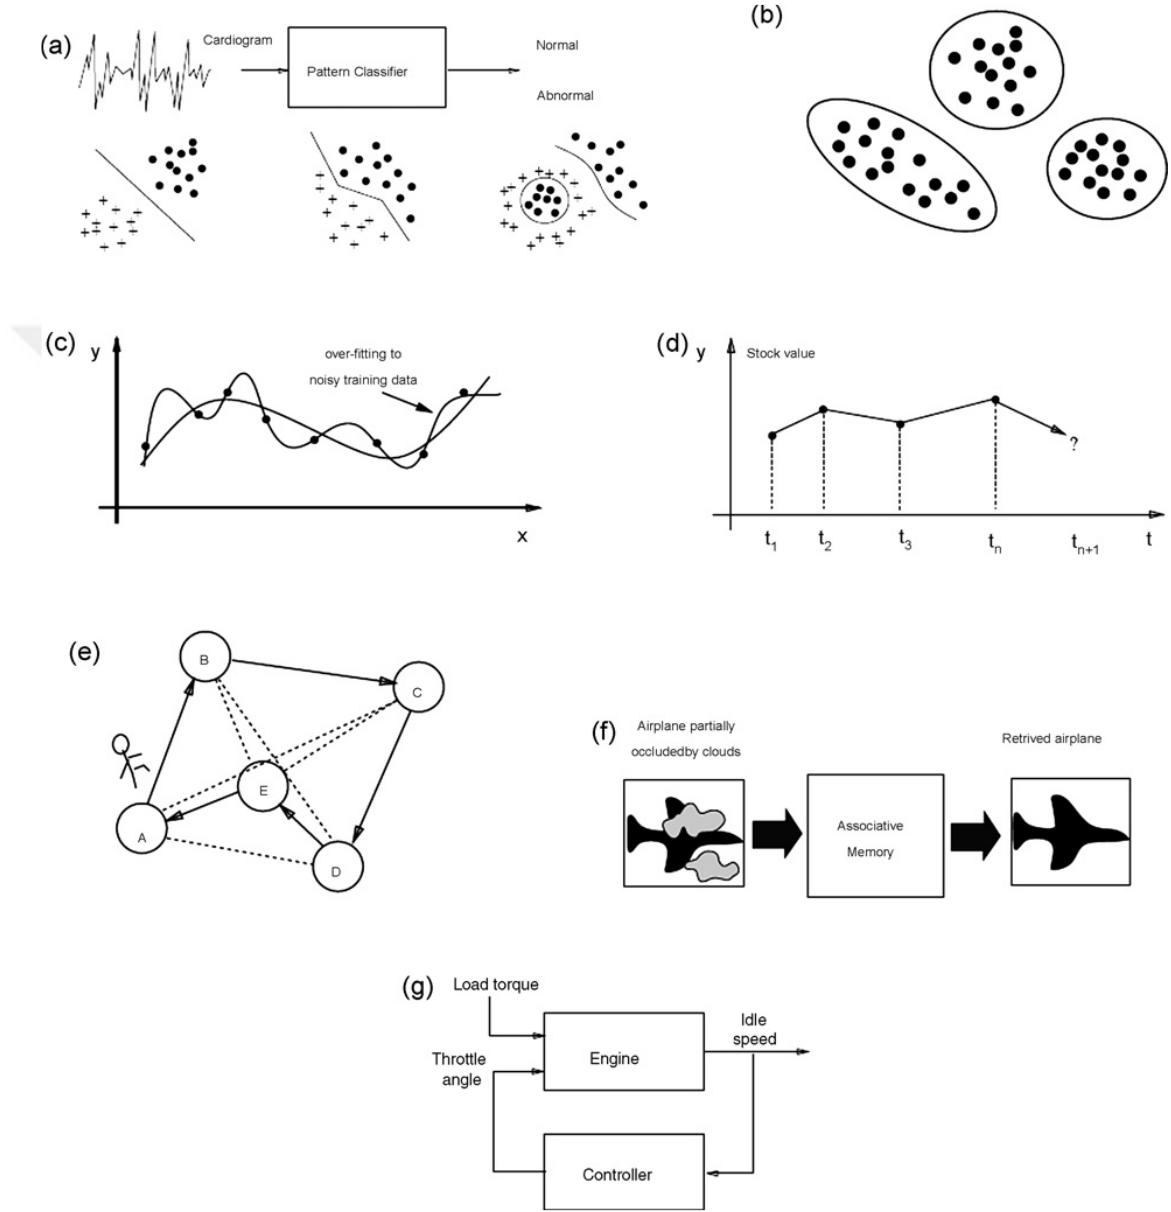 (a)
Cardiogram
Pattern Classifier
Normal
Abnormal
(b)
(c)
y
over-fitting to
noisy training data
x
(d)
y
Stock value
?
t1
t2
t3
tn
tn+1
t
(e)
B
C
E
A
D
(f)
Airplane partially
occludedby clouds
Associative
Memory
Retrived airplane
(g)
Load torque
Throttle
angle
Engine
Idle
speed
Controller